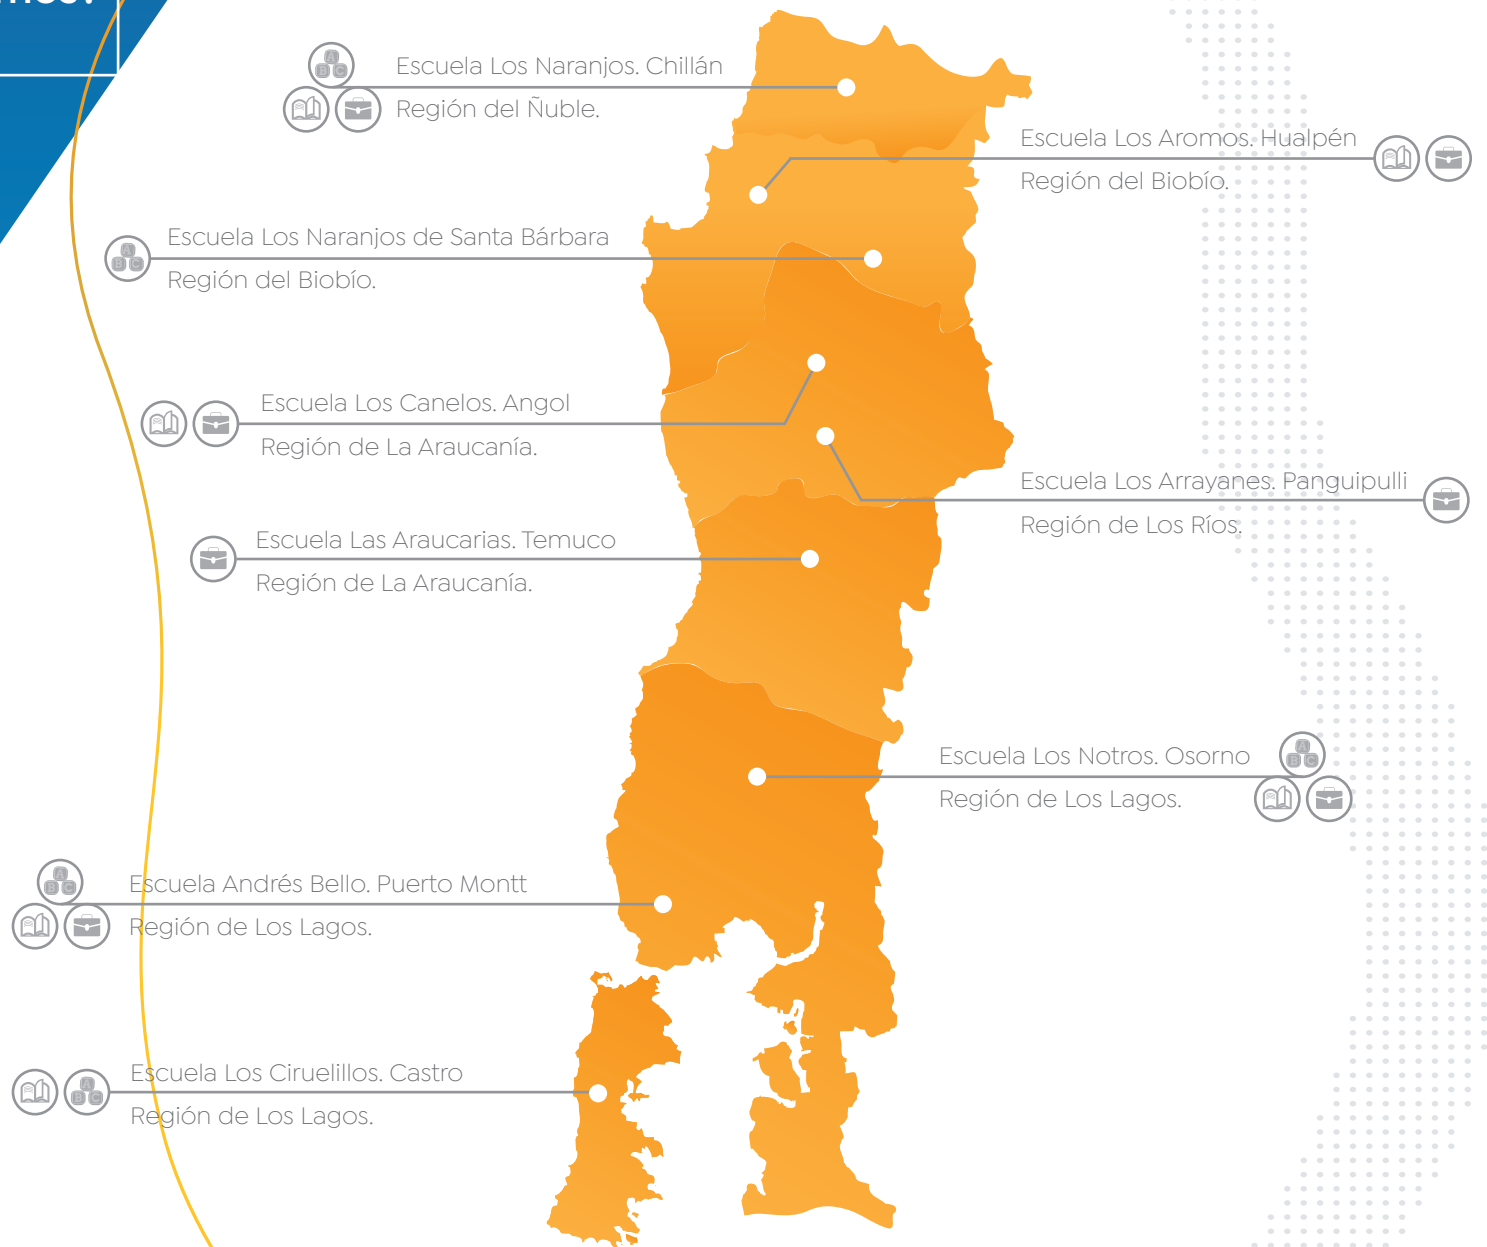 Escuela Los Naranjos. Chillán
Región del Ñuble.
Escuela Los Aromos. Hualpén
Región del Biobío.
Escuela Los Naranjos de Santa Bárbara
Región del Biobío.
Escuela Los Canelos. Angol
Región de La Araucanía.
Escuela Los Arrayanes. Panguipulli
Región de Los Ríos.
Escuela Las Araucarias. Temuco
Región de La Araucanía.
Escuela Los Notros. Osorno
Región de Los Lagos.
Escuela Andrés Bello. Puerto Montt
Región de Los Lagos.
Escuela Los Ciruelillos. Castro
Región de Los Lagos.